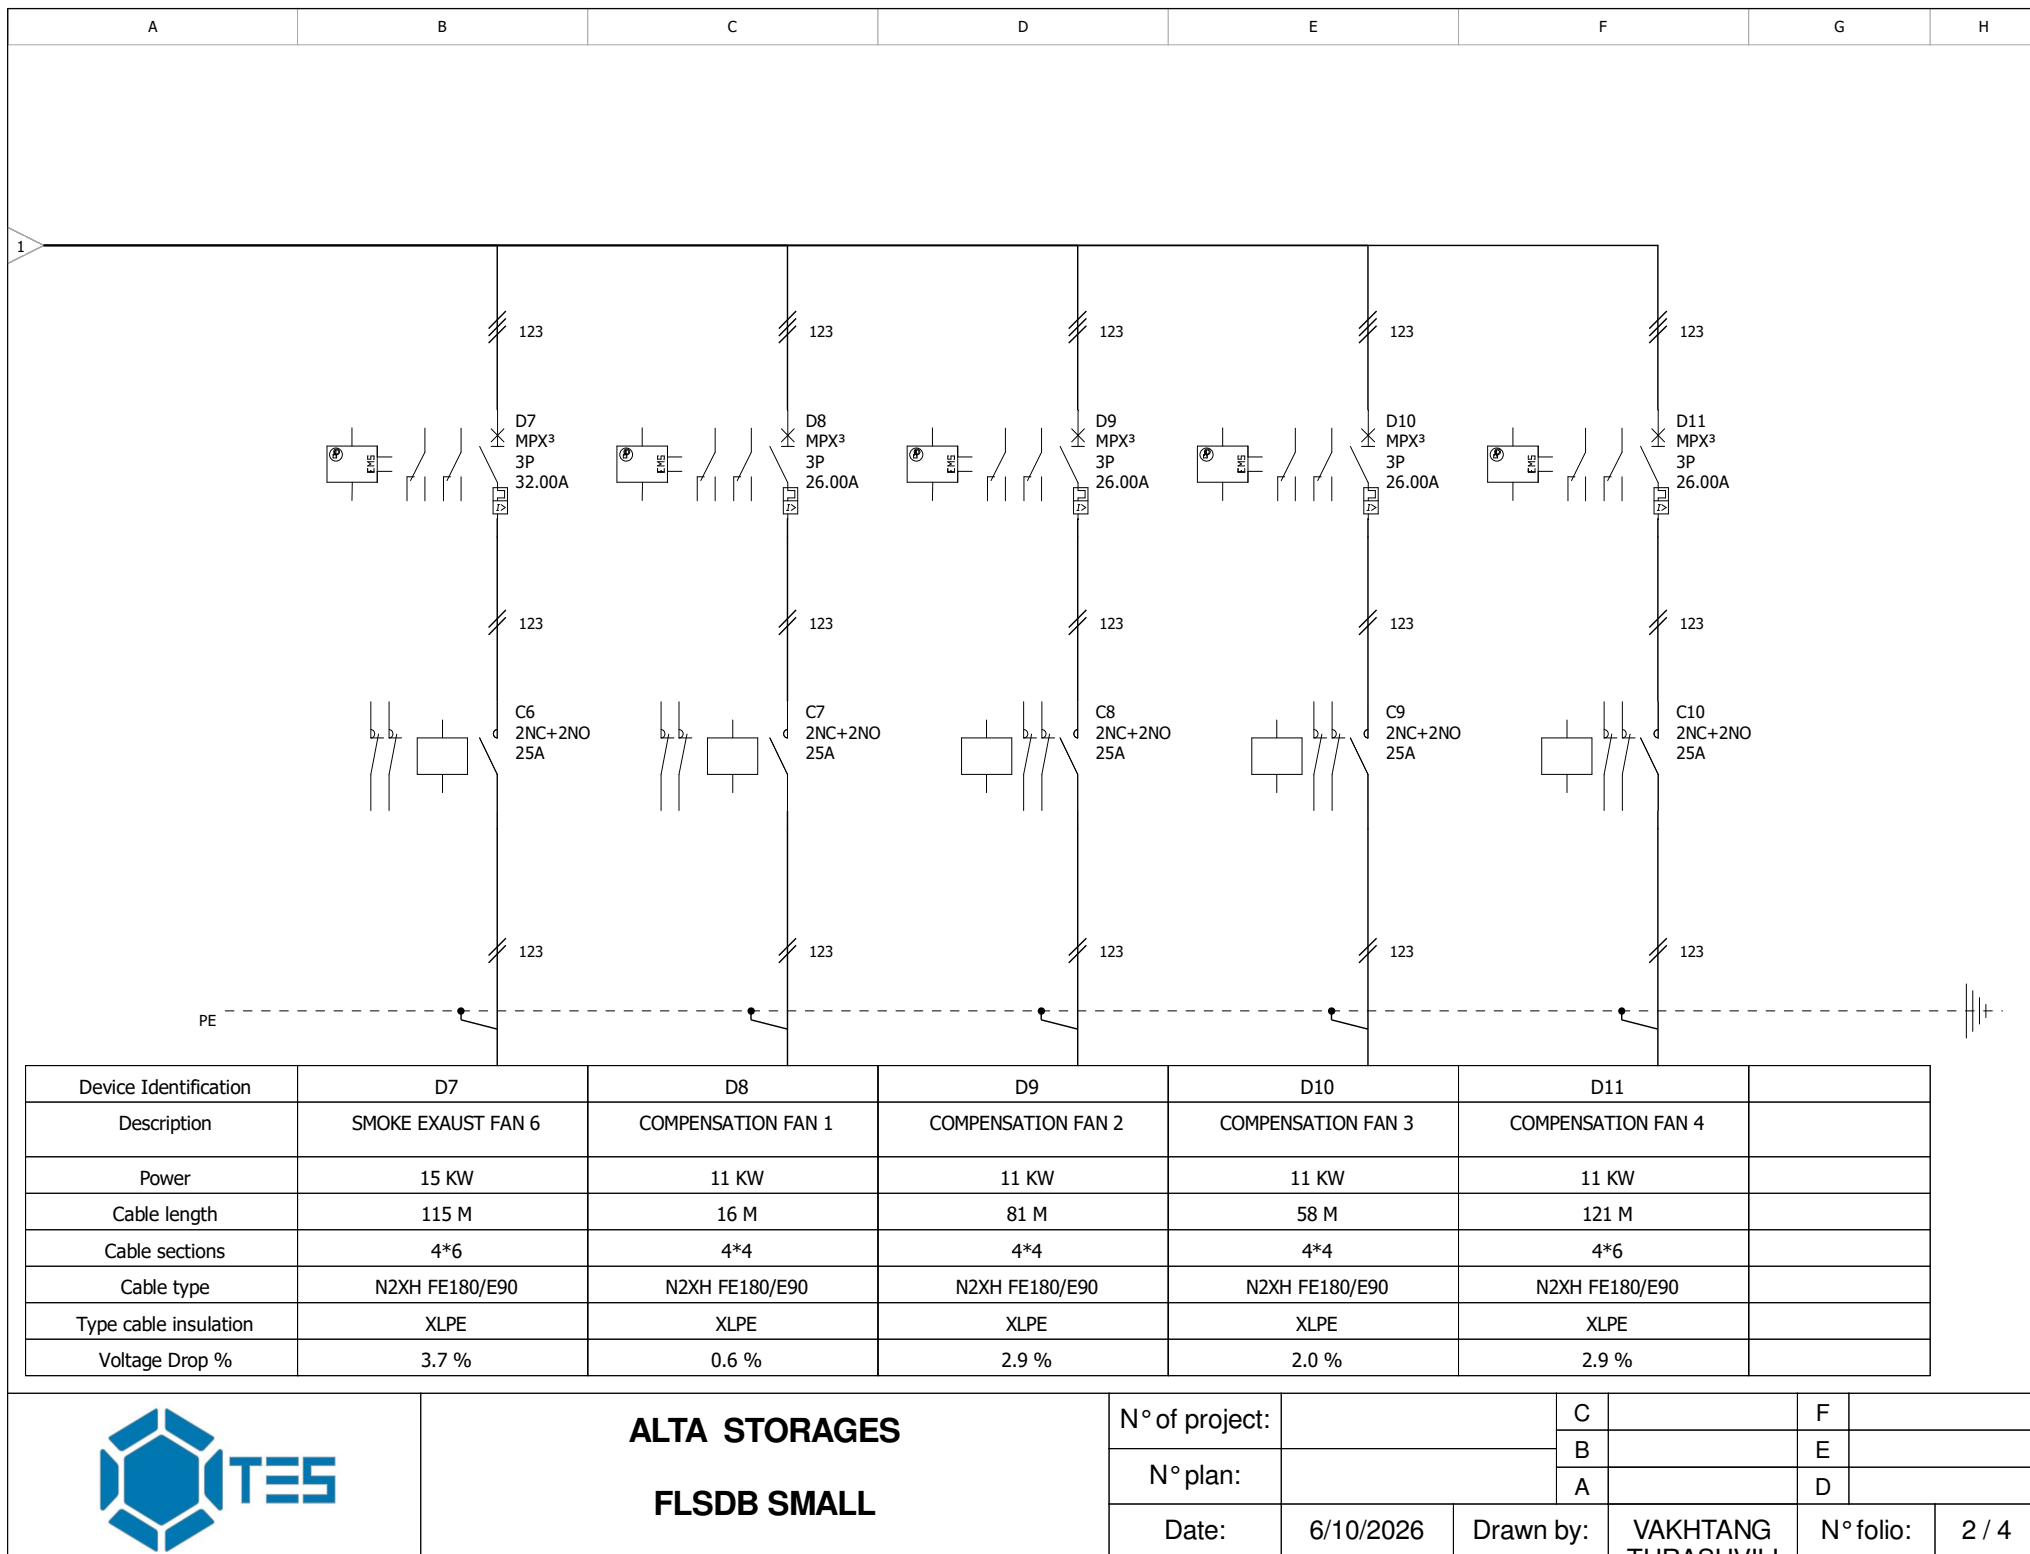 A B C D E F G H
1
123 123 123 123 123
D7 D8 D9 D10 D11
MPX³ MPX³ MPX³ MPX³ MPX³
3P 3P 3P 3P 3P
32.00A 26.00A 26.00A 26.00A 26.00A
EMS EMS EMS EMS EMS
I> I> I> I> I>
123 123 123 123 123
C6 C7 C8 C9 C10
2NC+2NO 2NC+2NO 2NC+2NO 2NC+2NO 2NC+2NO
25A 25A 25A 25A 25A
123 123 123 123 123
PE
Device Identification D7 D8 D9 D10 D11
Description SMOKE EXAUST FAN 6 COMPENSATION FAN 1 COMPENSATION FAN 2 COMPENSATION FAN 3 COMPENSATION FAN 4
Power 15 KW 11 KW 11 KW 11 KW 11 KW
Cable length 115 M 16 M 81 M 58 M 121 M
Cable sections 4*6 4*4 4*4 4*4 4*6
Cable type N2XH FE180/E90 N2XH FE180/E90 N2XH FE180/E90 N2XH FE180/E90 N2XH FE180/E90
Type cable insulation XLPE XLPE XLPE XLPE XLPE
Voltage Drop % 3.7 % 0.6 % 2.9 % 2.0 % 2.9 %
TES
ALTA STORAGES
FLSDB SMALL
N° of project: C F
B E
N° plan:
A D
Date: 6/10/2026 Drawn by: VAKHTANG N° folio: 2 / 4